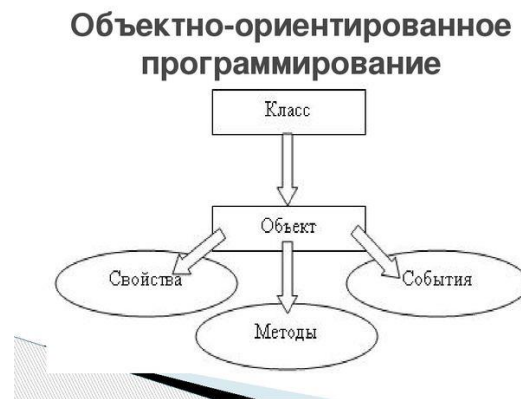 Объектно-ориентированное
программирование
Класс
Объект
Свойства
События
Методы